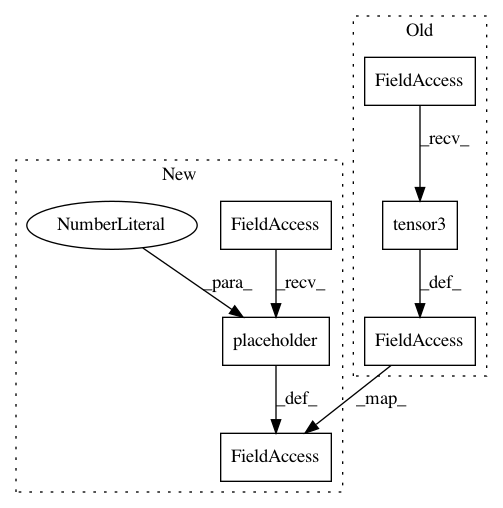 Old
FieldAccess
_recv_
New
NumberLiteral
FieldAccess
tensor3
_para_
_recv_
_def_
placeholder
FieldAccess
_def_
_map_
FieldAccess